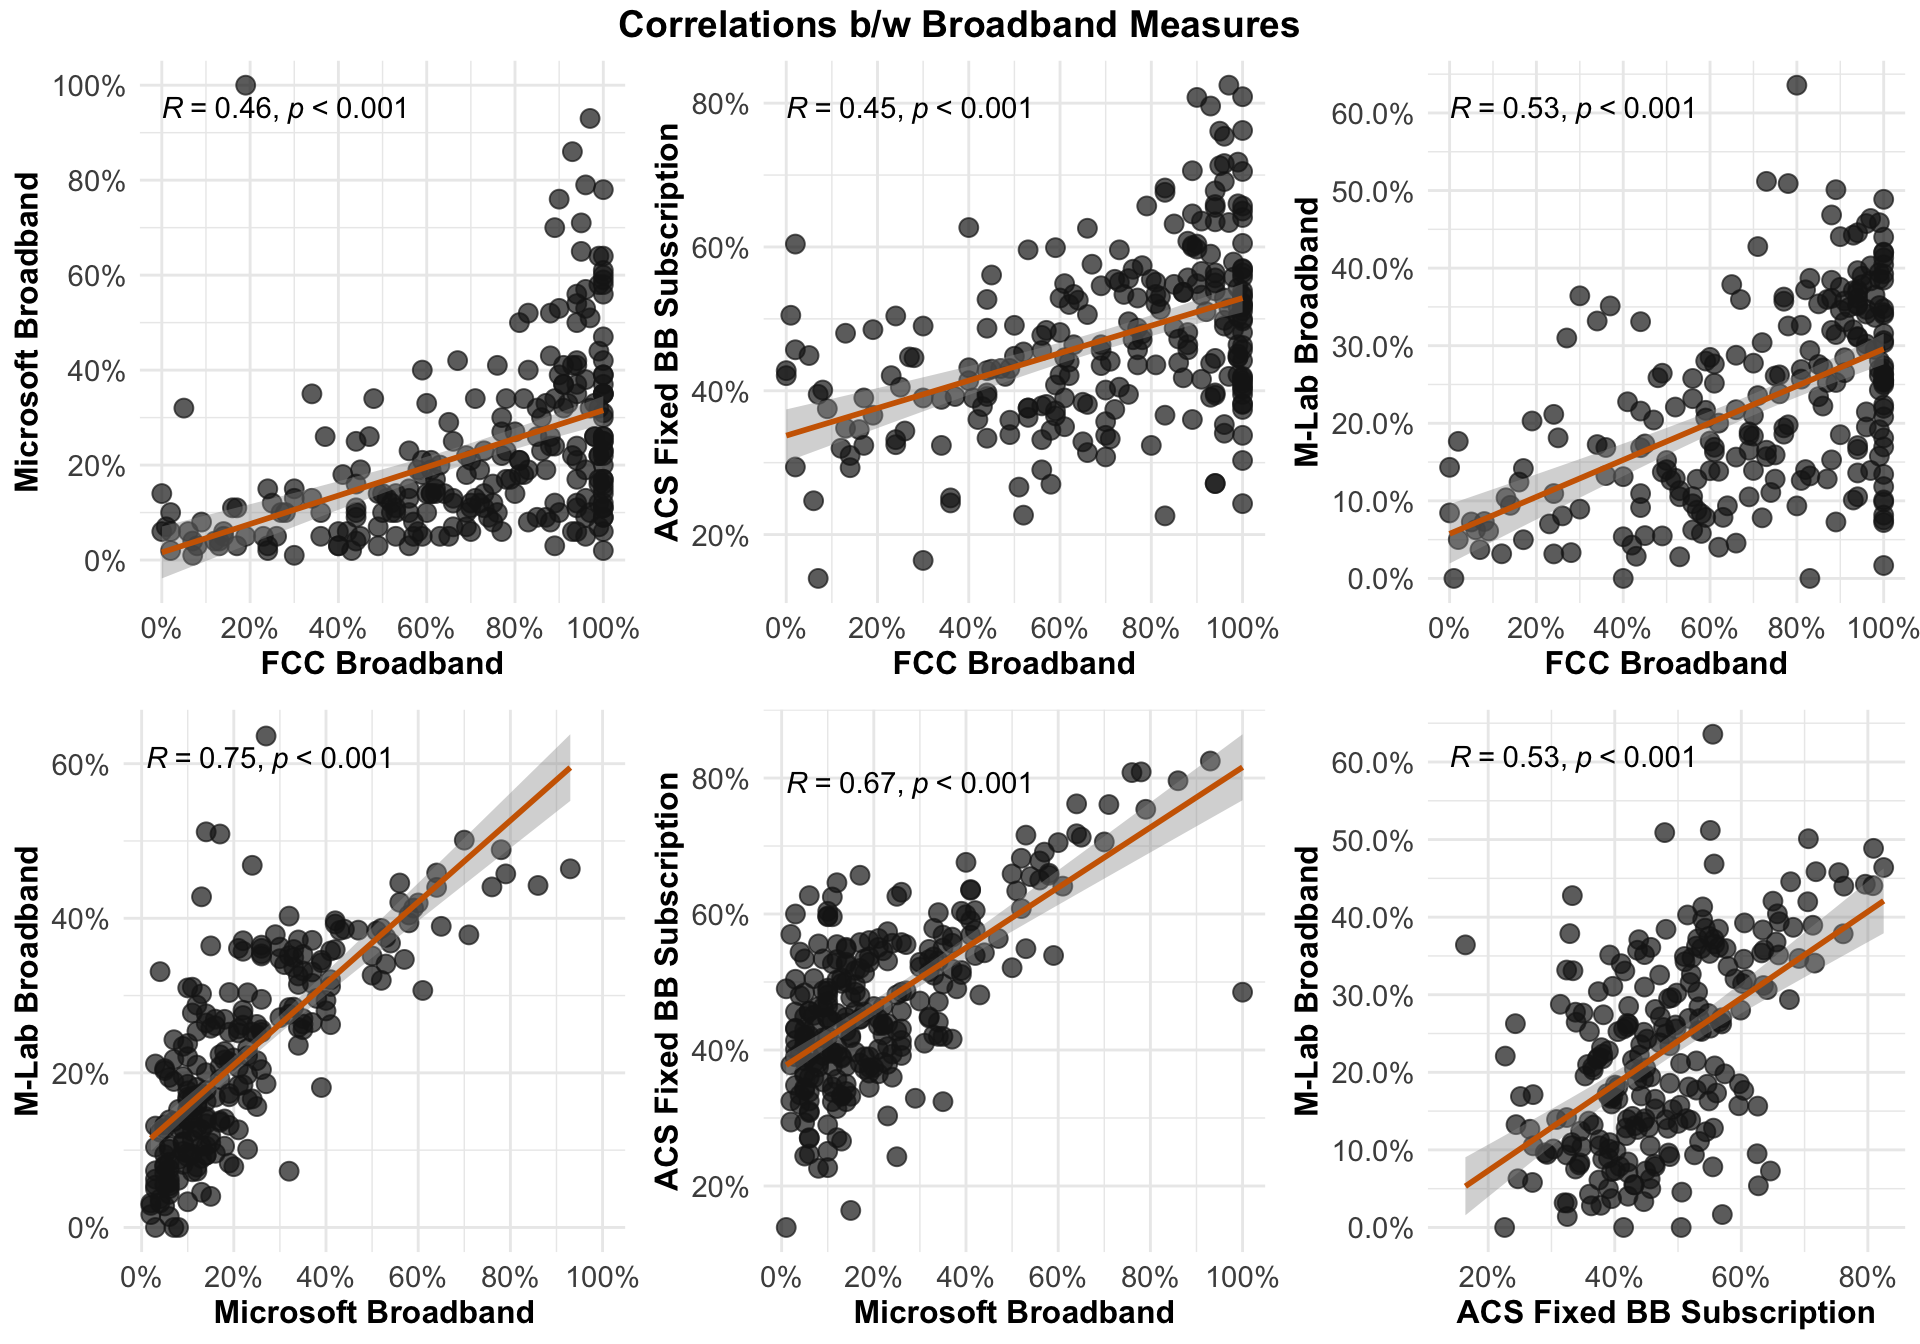 Correlations b/w Broadband Measures
Microsoft Broadband
100%
80%
60%
40%
20%
0%
R = 0.46, p < 0.001
0% 20% 40% 60% 80% 100%
FCC Broadband
ACS Fixed BB Subscription
80%
60%
40%
20%
R = 0.45, p < 0.001
0% 20% 40% 60% 80% 100%
FCC Broadband
M-Lab Broadband
60.0%
50.0%
40.0%
30.0%
20.0%
10.0%
0.0%
R = 0.53, p < 0.001
0% 20% 40% 60% 80% 100%
FCC Broadband
M-Lab Broadband
60%
40%
20%
0%
R = 0.75, p < 0.001
0% 20% 40% 60% 80% 100%
Microsoft Broadband
ACS Fixed BB Subscription
80%
60%
40%
20%
R = 0.67, p < 0.001
0% 20% 40% 60% 80% 100%
Microsoft Broadband
M-Lab Broadband
60.0%
50.0%
40.0%
30.0%
20.0%
10.0%
0.0%
R = 0.53, p < 0.001
20% 40% 60% 80%
ACS Fixed BB Subscription